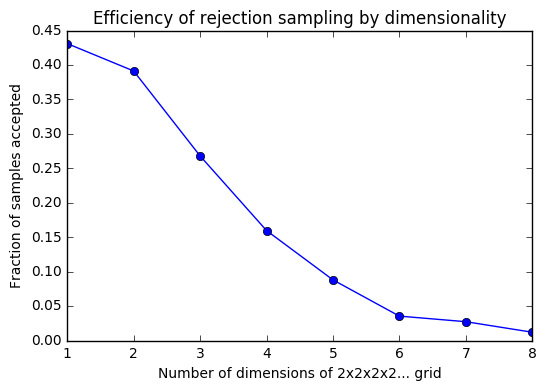 Efficiency of rejection sampling by dimensionality
0.45
0.40
0.35
0.30
0.25
0.20
0.15
0.10
0.05
0.00
Fraction of samples accepted
1 2 3 4 5 6 7 8
Number of dimensions of 2x2x2x2... grid